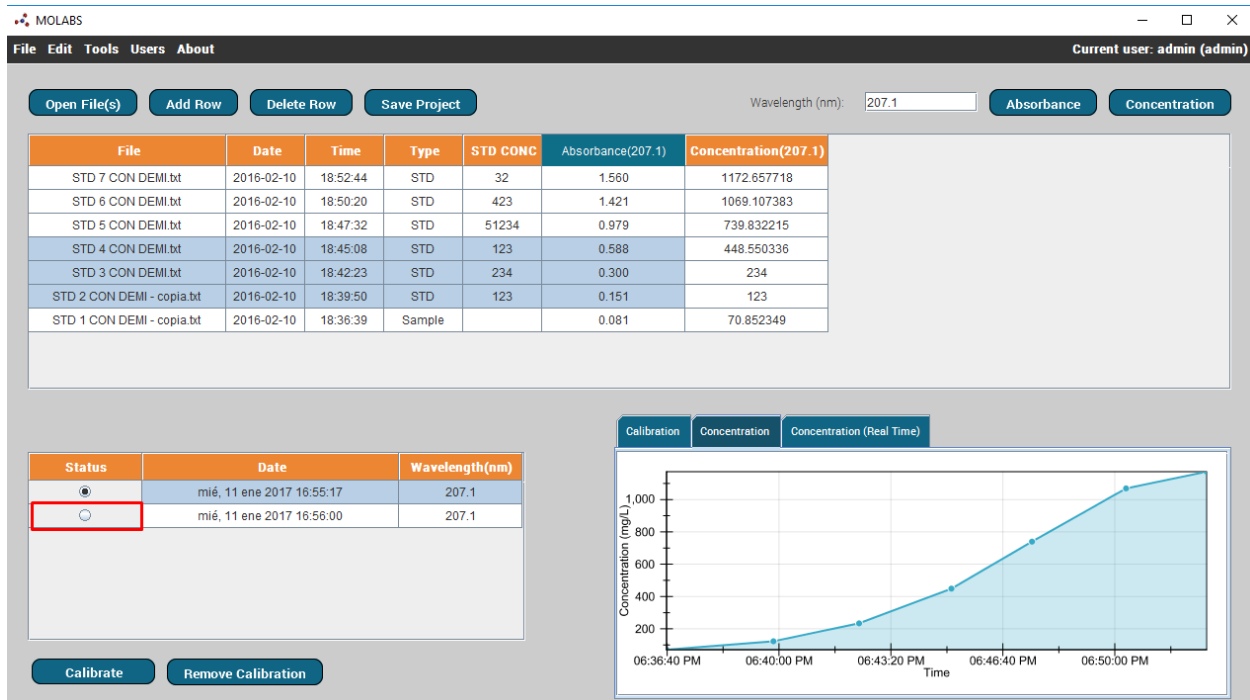 MOLABS
File Edit Tools Users About Current user: admin (admin)
Open File(s) Add Row Delete Row Save Project Wavelength (nm): 207.1 Absorbance Concentration
File Date Time Type STD CONC Absorbance(207.1) Concentration(207.1)
STD 7 CON DEMI.txt 2016-02-10 18:52:44 STD 32 1.560 1172.657718
STD 6 CON DEMI.txt 2016-02-10 18:50:20 STD 423 1.421 1069.107383
STD 5 CON DEMI.txt 2016-02-10 18:47:32 STD 51234 0.979 739.832215
STD 4 CON DEMI.txt 2016-02-10 18:45:08 STD 123 0.588 448.550336
STD 3 CON DEMI.txt 2016-02-10 18:42:23 STD 234 0.300 234
STD 2 CON DEMI - copia.txt 2016-02-10 18:39:50 STD 123 0.151 123
STD 1 CON DEMI - copia.txt 2016-02-10 18:36:39 Sample 0.081 70.852349
Status Date Wavelength(nm)
mié, 11 ene 2017 16:55:17 207.1
mié, 11 ene 2017 16:56:00 207.1
Calibrate Remove Calibration
Calibration Concentration Concentration (Real Time)
Concentration (mg/L)
1,000
800
600
400
200
06:36:40 PM 06:40:00 PM 06:43:20 PM 06:46:40 PM 06:50:00 PM
Time